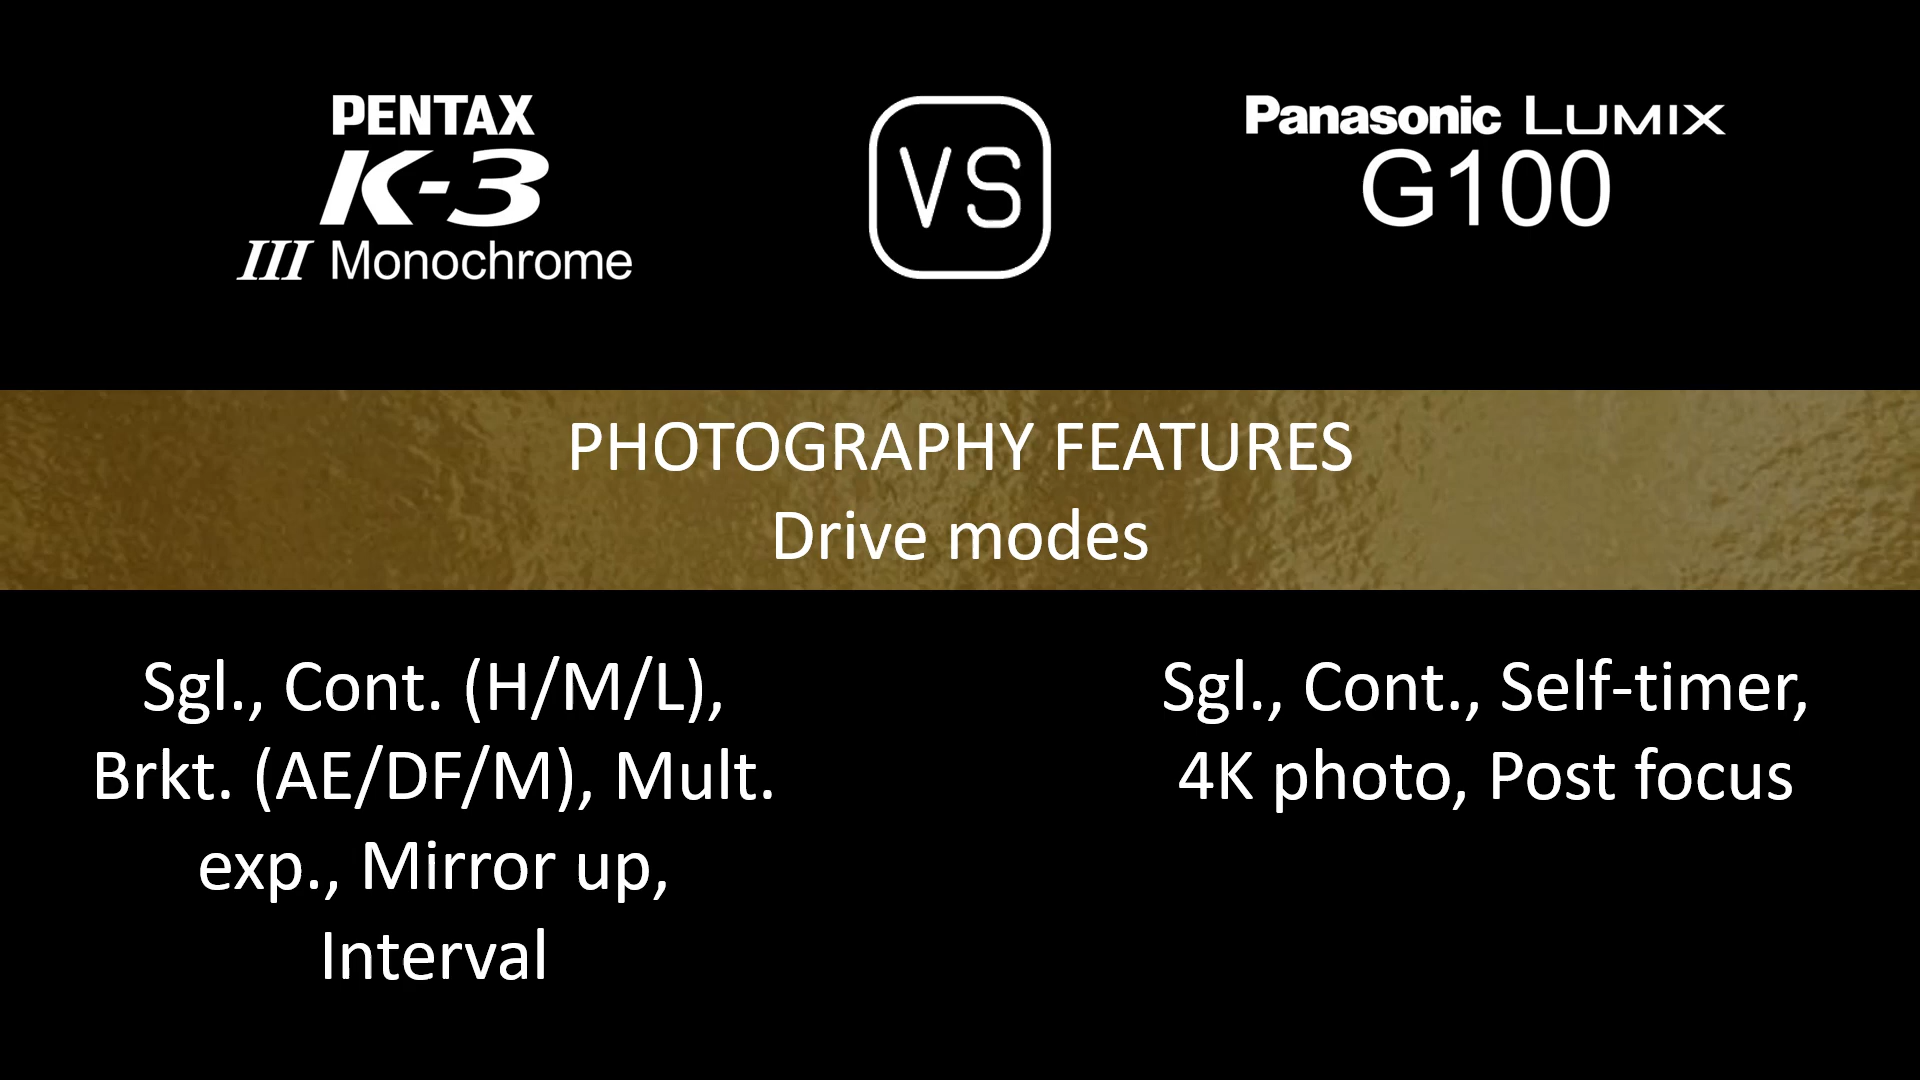 PENTAX
K-3
III Monochrome
VS
Panasonic LUMIX
G100
PHOTOGRAPHY FEATURES
Drive modes
Sgl., Cont. (H/M/L),
Brkt. (AE/DF/M), Mult.
exp., Mirror up,
Interval
Sgl., Cont., Self-timer,
4K photo, Post focus